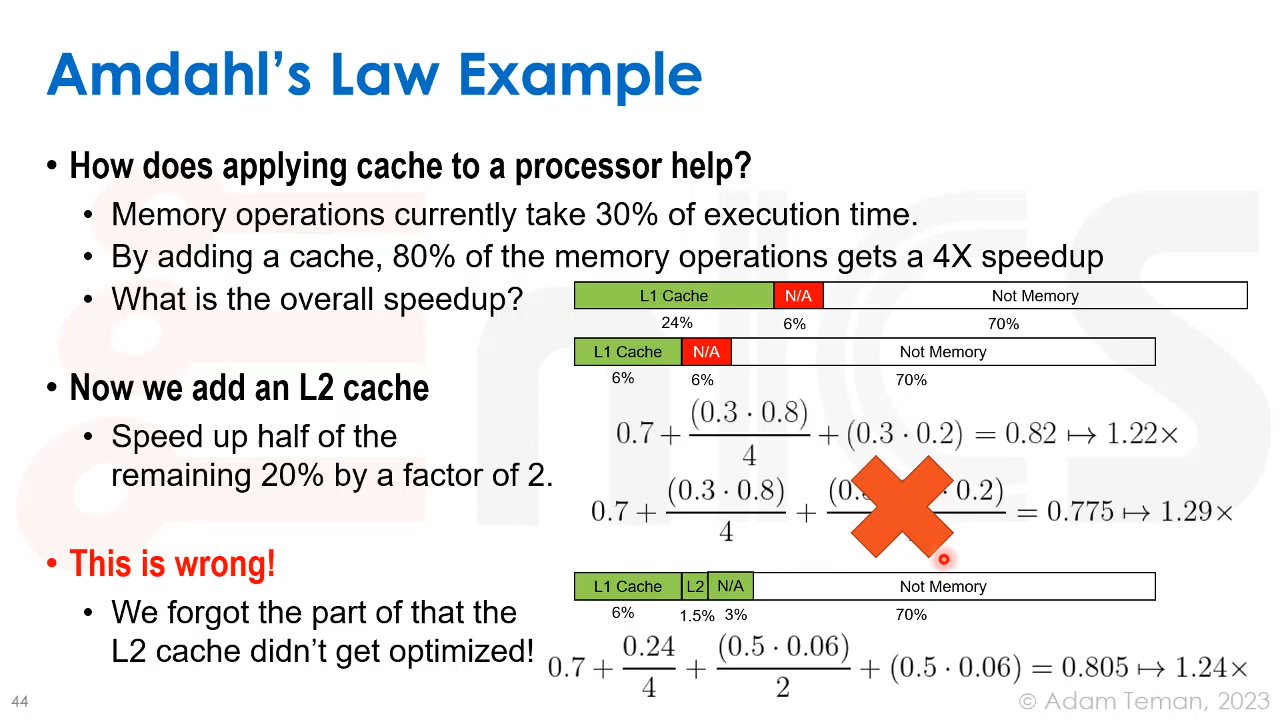 Amdahl's Law Example
• How does applying cache to a processor help?
• Memory operations currently take 30% of execution time.
• By adding a cache, 80% of the memory operations gets a 4X speedup
• What is the overall speedup?
L1 Cache N/A Not Memory
24% 6% 70%
L1 Cache N/A Not Memory
6% 6% 70%
• Now we add an L2 cache
• Speed up half of the
remaining 20% by a factor of 2.
0.7 + (0.3 · 0.8)/4 + (0.3 · 0.2) = 0.82 ↦ 1.22×
0.7 + (0.3 · 0.8)/4 + (0. · 0.2) = 0.775 ↦ 1.29×
• This is wrong!
• We forgot the part of that the
L2 cache didn't get optimized!
L1 Cache L2 N/A Not Memory
6% 1.5% 3% 70%
0.7 + 0.24/4 + (0.5 · 0.06)/2 + (0.5 · 0.06) = 0.805 ↦ 1.24×
44
© Adam Teman, 2023